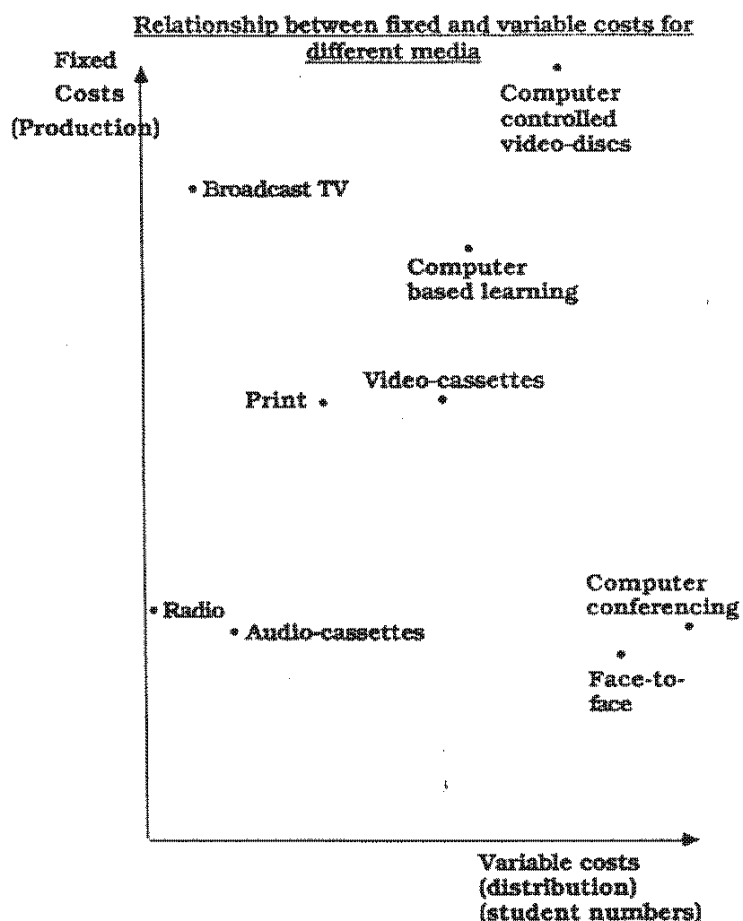 Relationship between fixed and variable costs for
different media
Fixed
Costs
(Production)
Computer
controlled
video-discs
Broadcast TV
Computer
based learning
Video-cassettes
Print
Computer
conferencing
Radio
Audio-cassettes
Face-to-
face
Variable costs
(distribution)
(student numbers)